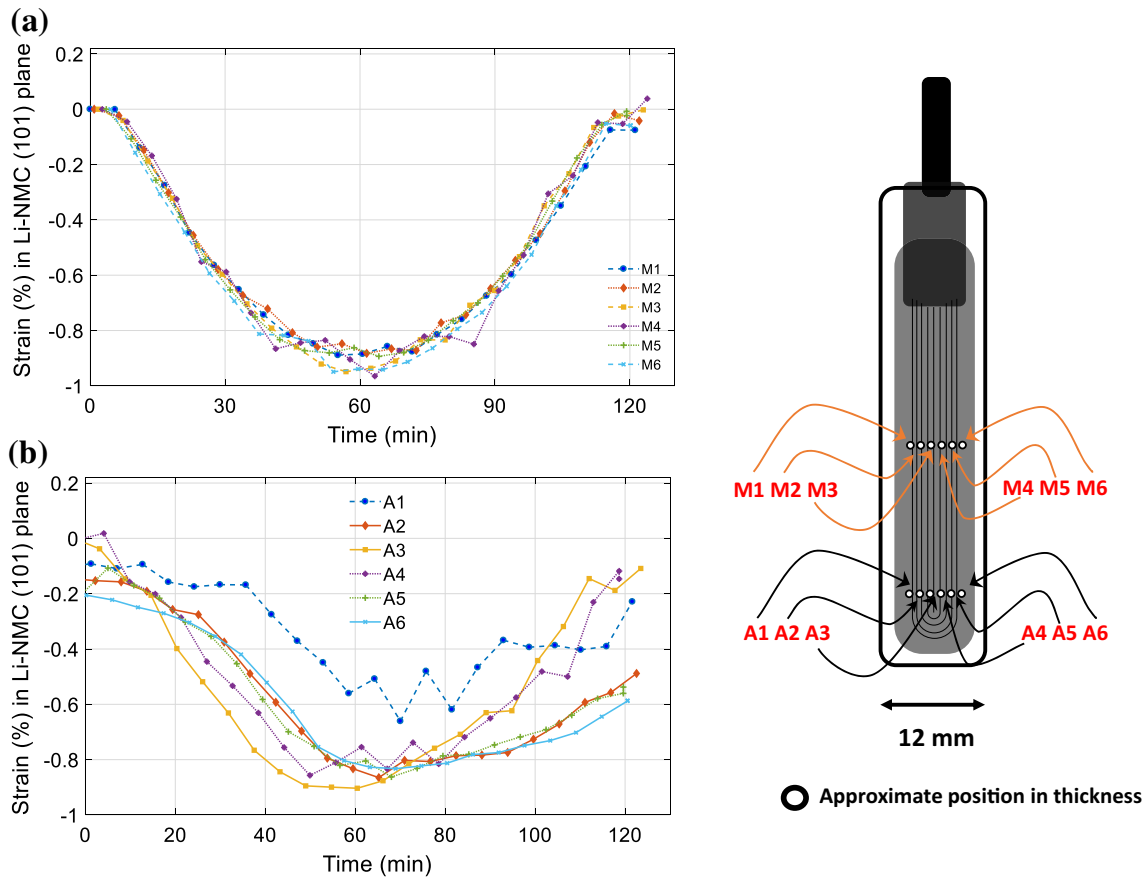 (a)
0.2
0
-0.2
-0.4
-0.6
-0.8
-1
Strain (%) in Li-NMC (101) plane
0 30 60 90 120
Time (min)
M1
M2
M3
M4
M5
M6
(b)
0.2
0
-0.2
-0.4
-0.6
-0.8
-1
Strain (%) in Li-NMC (101) plane
0 20 40 60 80 100 120
Time (min)
A1
A2
A3
A4
A5
A6
M1 M2 M3 M4 M5 M6
A1 A2 A3 A4 A5 A6
12 mm
Approximate position in thickness